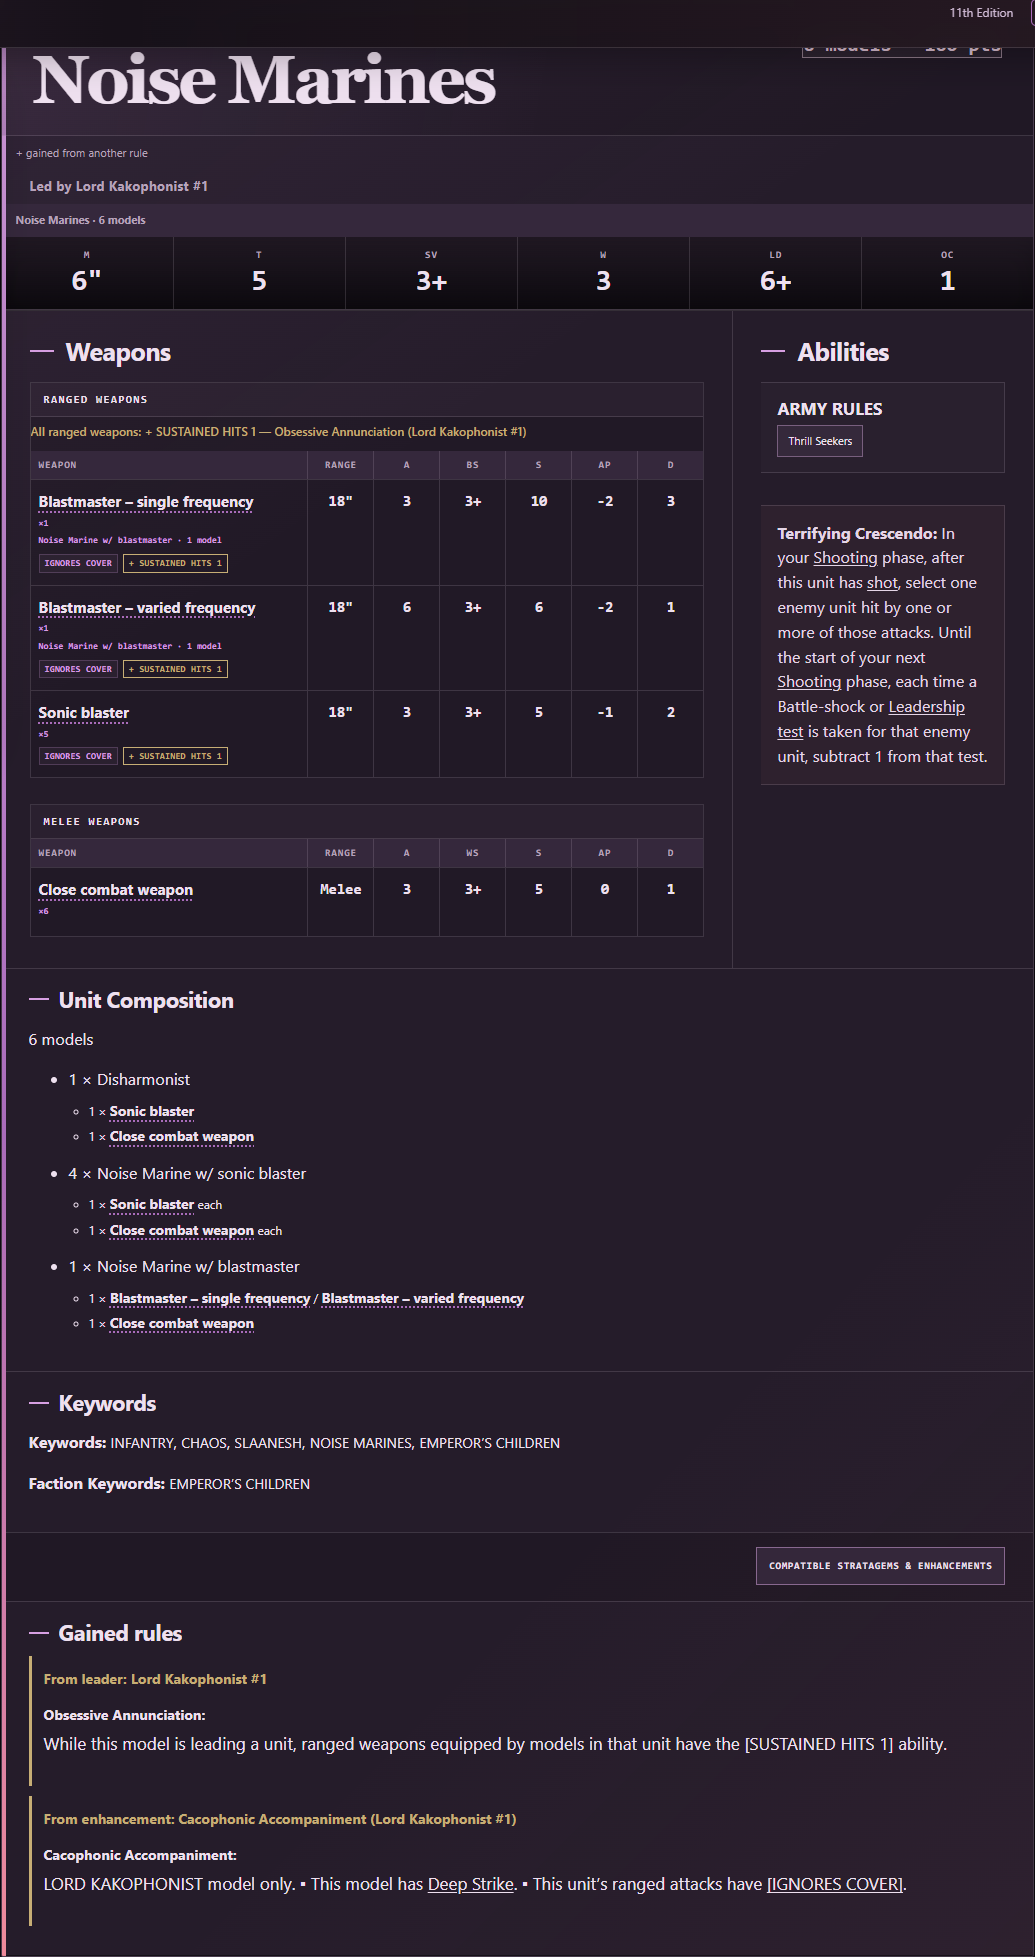 11th Edition
Noise Marines
+ gained from another rule
Led by Lord Kakophonist #1
Noise Marines · 6 models
M T SV W LD OC
6" 5 3+ 3 6+ 1
— Weapons
RANGED WEAPONS
All ranged weapons: + SUSTAINED HITS 1 — Obsessive Annunciation (Lord Kakophonist #1)
WEAPON RANGE A BS S AP D
Blastmaster – single frequency 18" 3 3+ 10 -2 3
×1
Noise Marine w/ blastmaster · 1 model
IGNORES COVER + SUSTAINED HITS 1
Blastmaster – varied frequency 18" 6 3+ 6 -2 1
×1
Noise Marine w/ blastmaster · 1 model
IGNORES COVER + SUSTAINED HITS 1
Sonic blaster 18" 3 3+ 5 -1 2
×5
IGNORES COVER + SUSTAINED HITS 1
MELEE WEAPONS
WEAPON RANGE A WS S AP D
Close combat weapon Melee 3 3+ 5 0 1
×6
— Abilities
ARMY RULES
Thrill Seekers
Terrifying Crescendo: In
your Shooting phase, after
this unit has shot, select one
enemy unit hit by one or
more of those attacks. Until
the start of your next
Shooting phase, each time a
Battle-shock or Leadership
test is taken for that enemy
unit, subtract 1 from that test.
— Unit Composition
6 models
• 1 × Disharmonist
◦ 1 × Sonic blaster
◦ 1 × Close combat weapon
• 4 × Noise Marine w/ sonic blaster
◦ 1 × Sonic blaster each
◦ 1 × Close combat weapon each
• 1 × Noise Marine w/ blastmaster
◦ 1 × Blastmaster – single frequency / Blastmaster – varied frequency
◦ 1 × Close combat weapon
— Keywords
Keywords: INFANTRY, CHAOS, SLAANESH, NOISE MARINES, EMPEROR’S CHILDREN
Faction Keywords: EMPEROR’S CHILDREN
COMPATIBLE STRATAGEMS & ENHANCEMENTS
— Gained rules
From leader: Lord Kakophonist #1
Obsessive Annunciation:
While this model is leading a unit, ranged weapons equipped by models in that unit have the [SUSTAINED HITS 1] ability.
From enhancement: Cacophonic Accompaniment (Lord Kakophonist #1)
Cacophonic Accompaniment:
LORD KAKOPHONIST model only. ▪ This model has Deep Strike. ▪ This unit’s ranged attacks have [IGNORES COVER].